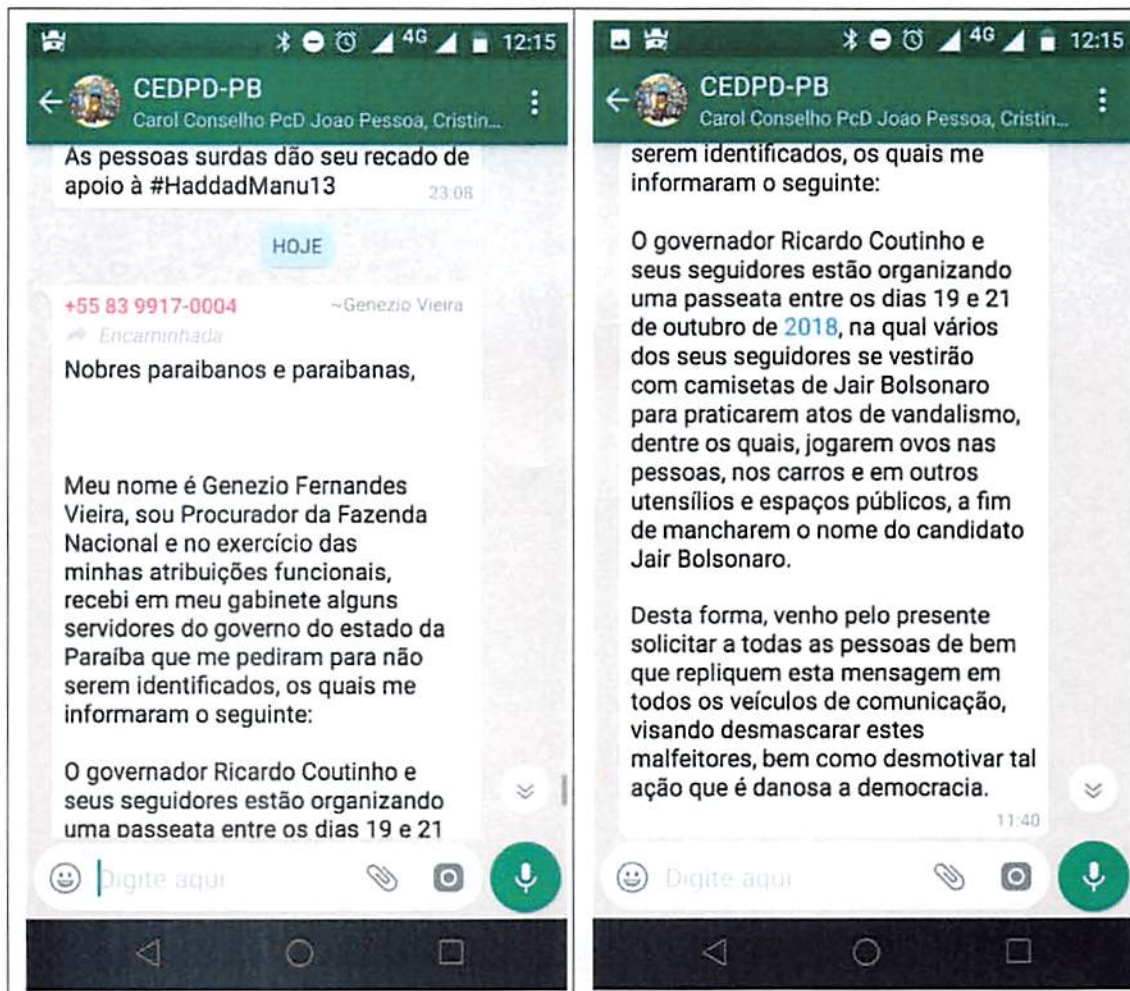 4G 12:15
CEDPD-PB
Carol Conselho PcD Joao Pessoa, Cristin...
As pessoas surdas dão seu recado de
apoio à #HaddadManu13
23:08
HOJE
+55 83 9917-0004 ~Genezio Vieira
Encaminhada
Nobres paraibanos e paraibanas,
Meu nome é Genezio Fernandes
Vieira, sou Procurador da Fazenda
Nacional e no exercício das
minhas atribuições funcionais,
recebi em meu gabinete alguns
servidores do governo do estado da
Paraíba que me pediram para não
serem identificados, os quais me
informaram o seguinte:
O governador Ricardo Coutinho e
seus seguidores estão organizando
uma passeata entre os dias 19 e 21
Digite aqui
4G 12:15
CEDPD-PB
Carol Conselho PcD Joao Pessoa, Cristin...
serem identificados, os quais me
informaram o seguinte:
O governador Ricardo Coutinho e
seus seguidores estão organizando
uma passeata entre os dias 19 e 21
de outubro de 2018, na qual vários
dos seus seguidores se vestirão
com camisetas de Jair Bolsonaro
para praticarem atos de vandalismo,
dentre os quais, jogarem ovos nas
pessoas, nos carros e em outros
utensílios e espaços públicos, a fim
de mancharem o nome do candidato
Jair Bolsonaro.
Desta forma, venho pelo presente
solicitar a todas as pessoas de bem
que repliquem esta mensagem em
todos os veículos de comunicação,
visando desmascarar estes
malfeitores, bem como desmotivar tal
ação que é danosa a democracia.
11:40
Digite aqui